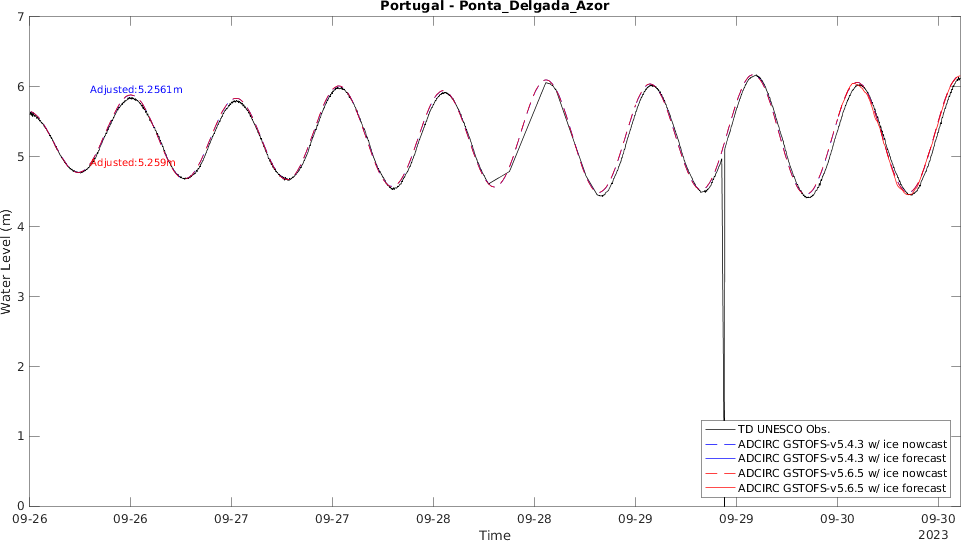 Portugal - Ponta_Delgada_Azor
7
6
5
4
3
2
1
0
Water Level (m)
Adjusted:5.2561m
Adjusted:5.259m
TD UNESCO Obs.
ADCIRC GSTOFS-v5.4.3 w/ ice nowcast
ADCIRC GSTOFS-v5.4.3 w/ ice forecast
ADCIRC GSTOFS-v5.6.5 w/ ice nowcast
ADCIRC GSTOFS-v5.6.5 w/ ice forecast
09-26 09-26 09-27 09-27 09-28 09-28 09-29 09-29 09-30 09-30
2023
Time